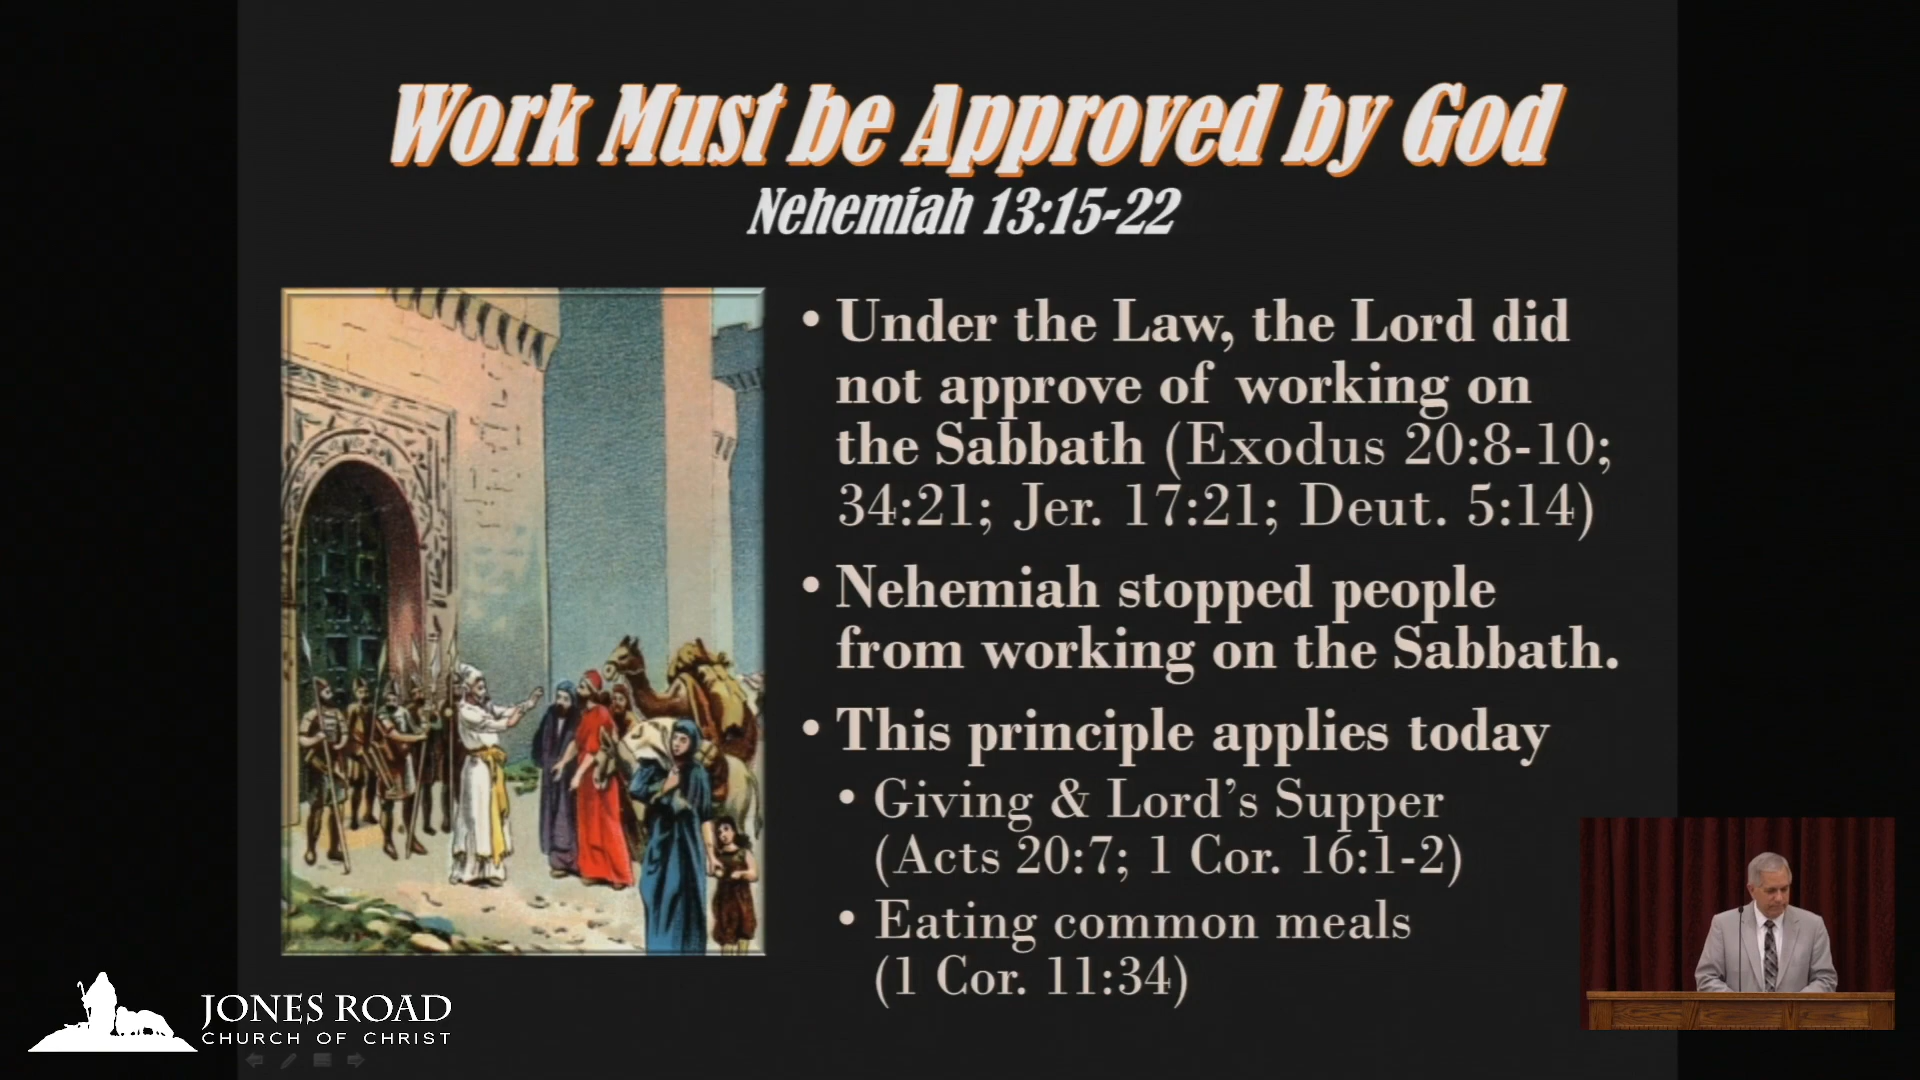 Work Must be Approved by God
Nehemiah 13:15-22
• Under the Law, the Lord did
not approve of working on
the Sabbath (Exodus 20:8-10;
34:21; Jer. 17:21; Deut. 5:14)
• Nehemiah stopped people
from working on the Sabbath.
• This principle applies today
• Giving & Lord's Supper
(Acts 20:7; 1 Cor. 16:1-2)
• Eating common meals
(1 Cor. 11:34)
JONES ROAD
CHURCH OF CHRIST